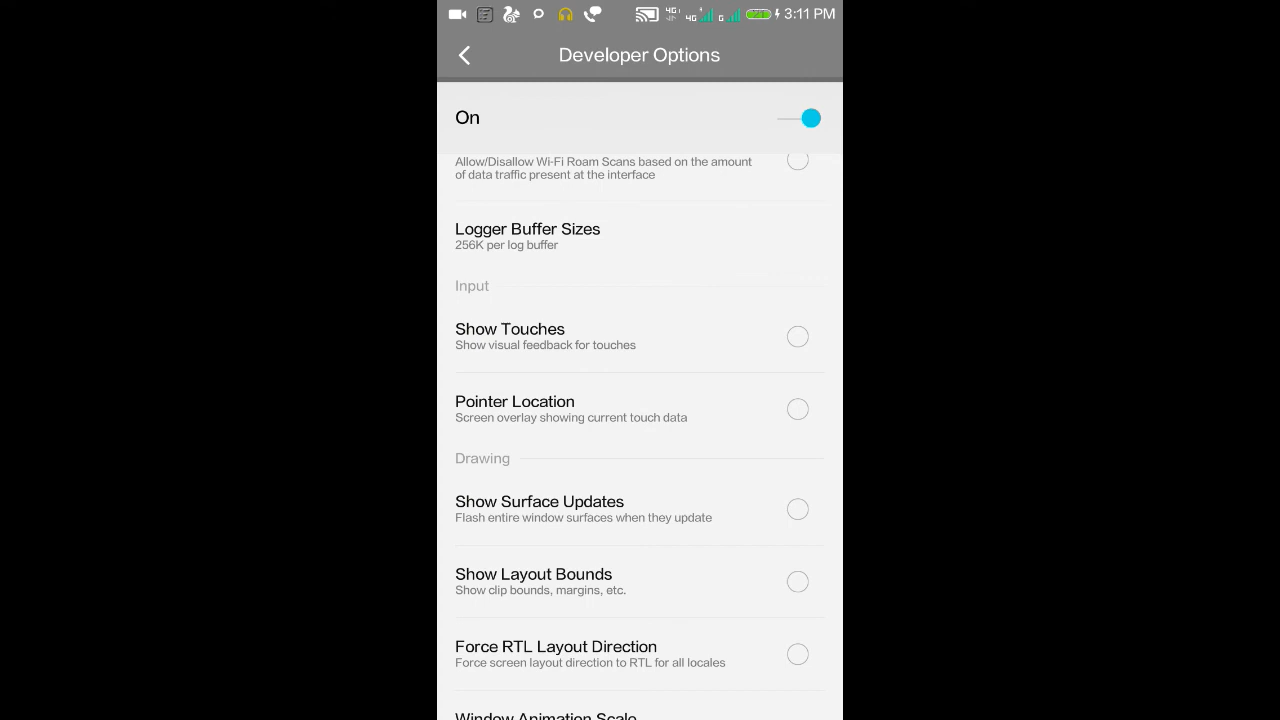 3:11 PM
Developer Options
On
Allow/Disallow Wi-Fi Roam Scans based on the amount
of data traffic present at the interface
Logger Buffer Sizes
256K per log buffer
Input
Show Touches
Show visual feedback for touches
Pointer Location
Screen overlay showing current touch data
Drawing
Show Surface Updates
Flash entire window surfaces when they update
Show Layout Bounds
Show clip bounds, margins, etc.
Force RTL Layout Direction
Force screen layout direction to RTL for all locales
Window Animation Scale